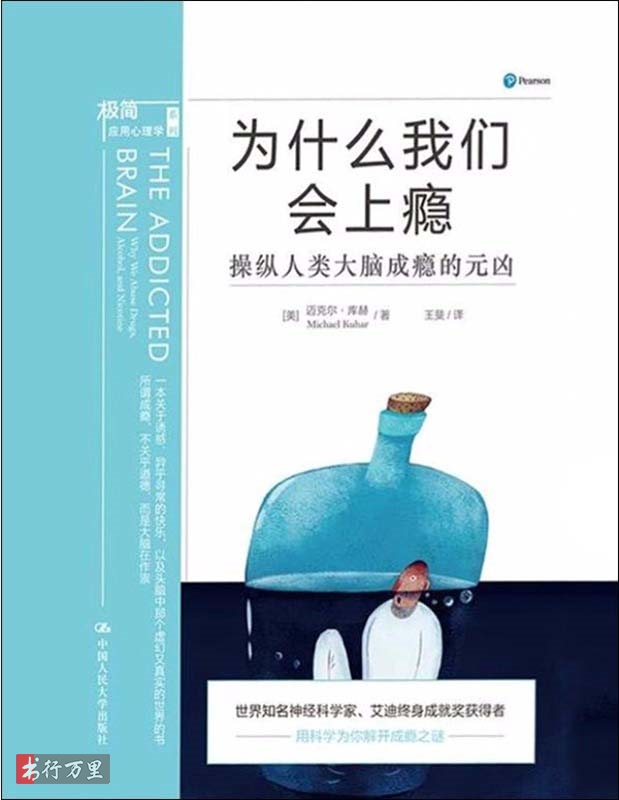 Pearson
极简
应用心理学
系列
为什么我们
会上瘾
操纵人类大脑成瘾的元凶
[美] 迈克尔·库赫 / 著 王斐 / 译
Michael Kuhar
THE ADDICTED
BRAIN
Why We Abuse Drugs,
Alcohol, and Nicotine
一本关于诱惑、异乎寻常的快乐，以及头脑中那个虚幻又真实的世界的书
所谓成瘾，不关乎道德，而是大脑在作祟
中国人民大学出版社
世界知名神经科学家、艾迪终身成就奖获得者
用科学为你解开成瘾之谜
书行万里